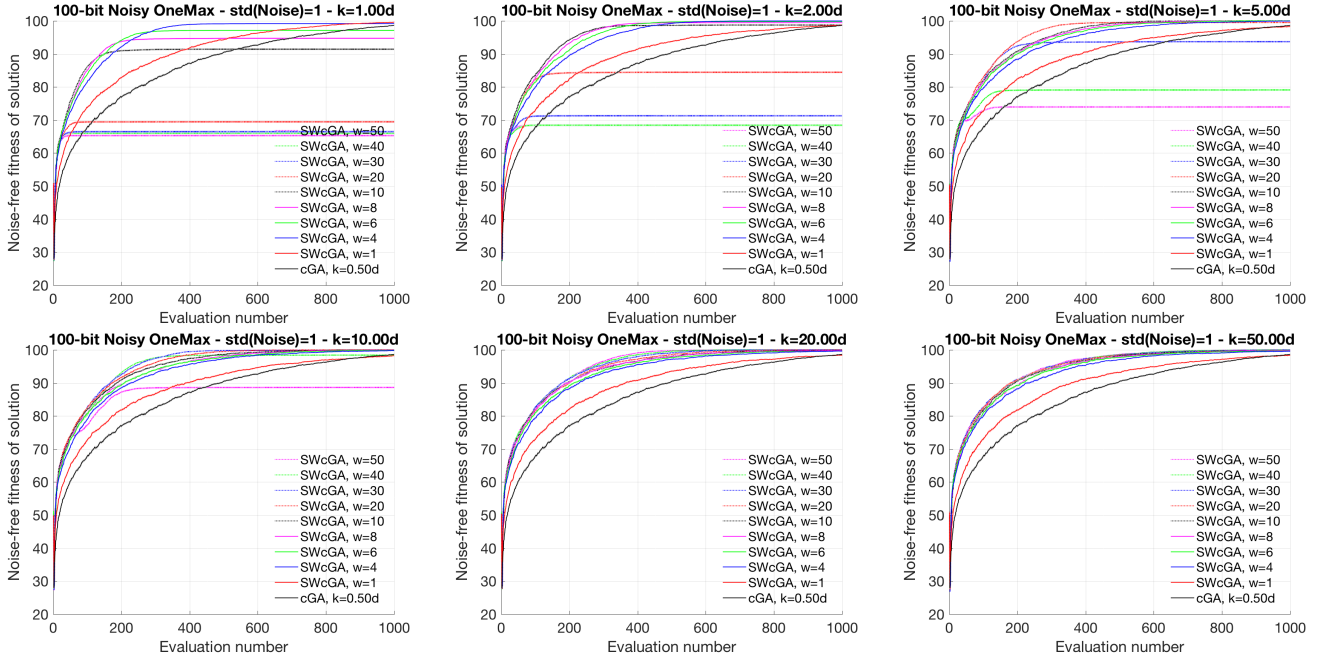 100-bit Noisy OneMax - std(Noise)=1 - k=1.00d
Noise-free fitness of solution
100
90
80
70
60
50
40
30
20
SWcGA, w=50
SWcGA, w=40
SWcGA, w=30
SWcGA, w=20
SWcGA, w=10
SWcGA, w=8
SWcGA, w=6
SWcGA, w=4
SWcGA, w=1
cGA, k=0.50d
0 200 400 600 800 1000
Evaluation number
100-bit Noisy OneMax - std(Noise)=1 - k=2.00d
Noise-free fitness of solution
100
90
80
70
60
50
40
30
20
SWcGA, w=50
SWcGA, w=40
SWcGA, w=30
SWcGA, w=20
SWcGA, w=10
SWcGA, w=8
SWcGA, w=6
SWcGA, w=4
SWcGA, w=1
cGA, k=0.50d
0 200 400 600 800 1000
Evaluation number
100-bit Noisy OneMax - std(Noise)=1 - k=5.00d
Noise-free fitness of solution
100
90
80
70
60
50
40
30
20
SWcGA, w=50
SWcGA, w=40
SWcGA, w=30
SWcGA, w=20
SWcGA, w=10
SWcGA, w=8
SWcGA, w=6
SWcGA, w=4
SWcGA, w=1
cGA, k=0.50d
0 200 400 600 800 1000
Evaluation number
100-bit Noisy OneMax - std(Noise)=1 - k=10.00d
Noise-free fitness of solution
100
90
80
70
60
50
40
30
20
SWcGA, w=50
SWcGA, w=40
SWcGA, w=30
SWcGA, w=20
SWcGA, w=10
SWcGA, w=8
SWcGA, w=6
SWcGA, w=4
SWcGA, w=1
cGA, k=0.50d
0 200 400 600 800 1000
Evaluation number
100-bit Noisy OneMax - std(Noise)=1 - k=20.00d
Noise-free fitness of solution
100
90
80
70
60
50
40
30
20
SWcGA, w=50
SWcGA, w=40
SWcGA, w=30
SWcGA, w=20
SWcGA, w=10
SWcGA, w=8
SWcGA, w=6
SWcGA, w=4
SWcGA, w=1
cGA, k=0.50d
0 200 400 600 800 1000
Evaluation number
100-bit Noisy OneMax - std(Noise)=1 - k=50.00d
Noise-free fitness of solution
100
90
80
70
60
50
40
30
20
SWcGA, w=50
SWcGA, w=40
SWcGA, w=30
SWcGA, w=20
SWcGA, w=10
SWcGA, w=8
SWcGA, w=6
SWcGA, w=4
SWcGA, w=1
cGA, k=0.50d
0 200 400 600 800 1000
Evaluation number